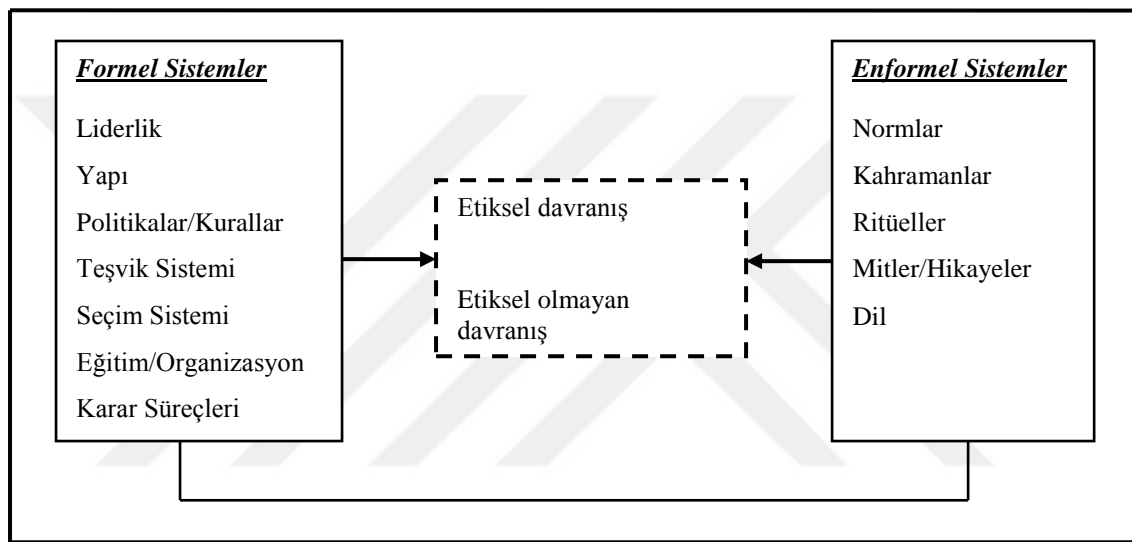 Formel Sistemler
Liderlik
Yapı
Politikalar/Kurallar
Teşvik Sistemi
Seçim Sistemi
Eğitim/Organizasyon
Karar Süreçleri
Etiksel davranış
Etiksel olmayan
davranış
Enformel Sistemler
Normlar
Kahramanlar
Ritüeller
Mitler/Hikayeler
Dil